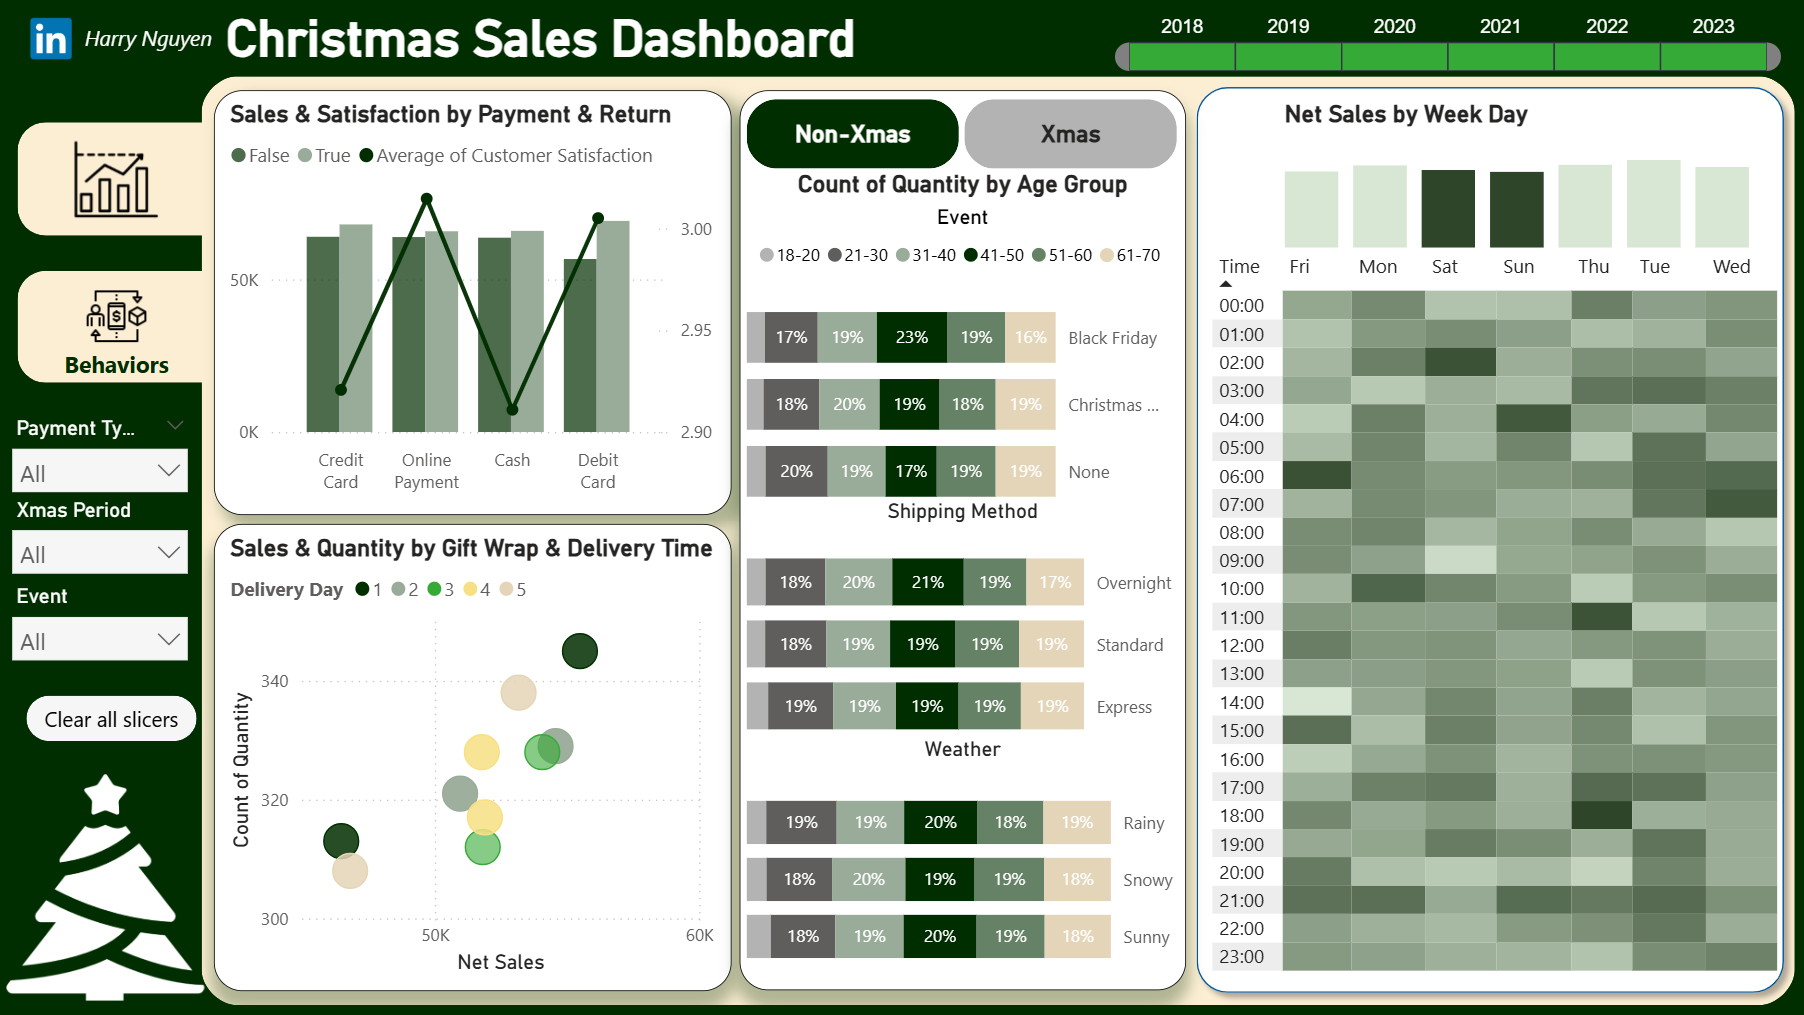 in Harry Nguyen Christmas Sales Dashboard
2018 2019 2020 2021 2022 2023
Behaviors
Payment Ty...
All
Xmas Period
All
Event
All
Clear all slicers
Sales & Satisfaction by Payment & Return
False True Average of Customer Satisfaction
3.00
50K
2.95
0K 2.90
Credit Card
Online Payment
Cash
Debit Card
Sales & Quantity by Gift Wrap & Delivery Time
Delivery Day 1 2 3 4 5
Count of Quantity
340
320
300
50K 60K
Net Sales
Non-Xmas Xmas
Count of Quantity by Age Group
Event
18-20 21-30 31-40 41-50 51-60 61-70
17% 19% 23% 19% 16% Black Friday
18% 20% 19% 18% 19% Christmas ...
20% 19% 17% 19% 19% None
Shipping Method
18% 20% 21% 19% 17% Overnight
18% 19% 19% 19% 19% Standard
19% 19% 19% 19% 19% Express
Weather
19% 19% 20% 18% 19% Rainy
18% 20% 19% 19% 18% Snowy
18% 19% 20% 19% 18% Sunny
Net Sales by Week Day
Time Fri Mon Sat Sun Thu Tue Wed
00:00
01:00
02:00
03:00
04:00
05:00
06:00
07:00
08:00
09:00
10:00
11:00
12:00
13:00
14:00
15:00
16:00
17:00
18:00
19:00
20:00
21:00
22:00
23:00